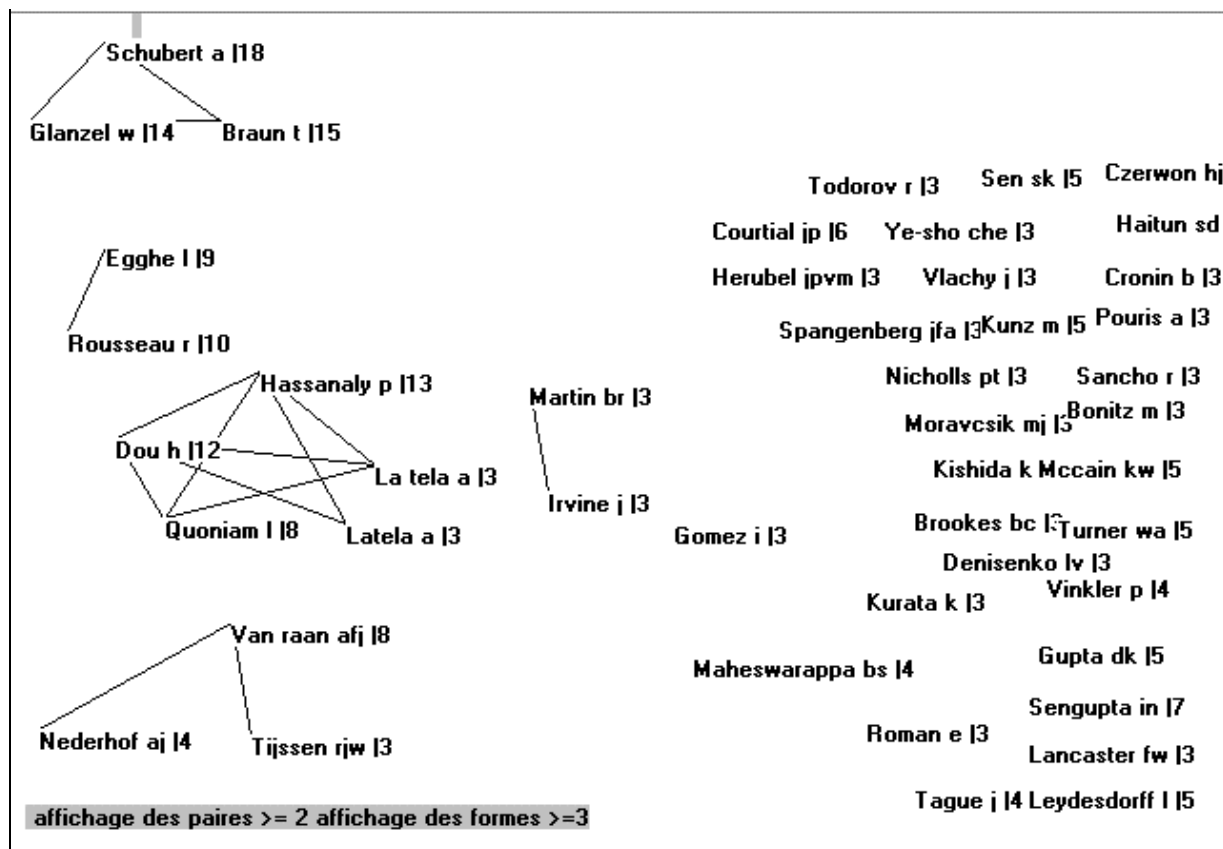 Schubert a |18
Glanzel w |14 Braun t |15
Todorov r |3 Sen sk |5 Czerwon hj
Courtial jp |6 Ye-sho che |3 Haitun sd
Egghe l |9
Herubel jpvm |3 Vlachy j |3 Cronin b |3
Spangenberg jfa |3 Kunz m |5 Pouris a |3
Rousseau r |10
Hassanaly p |13 Nicholls pt |3 Sancho r |3
Martin br |3 Bonitz m |3
Moravcsik mj
Dou h |12
La tela a |3 Kishida k Mccain kw |5
Irvine j |3
Quoniam l |8 Latela a |3 Gomez i |3 Brookes bc |3 Turner wa |5
Denisenko lv |3
Vinkler p |4
Kurata k |3
Van raan afj |8
Maheswarappa bs |4 Gupta dk |5
Sengupta in |7
Nederhof aj |4 Tijssen rjw |3 Roman e |3
Lancaster fw |3
Tague j |4 Leydesdorff l |5
affichage des paires >= 2 affichage des formes >=3